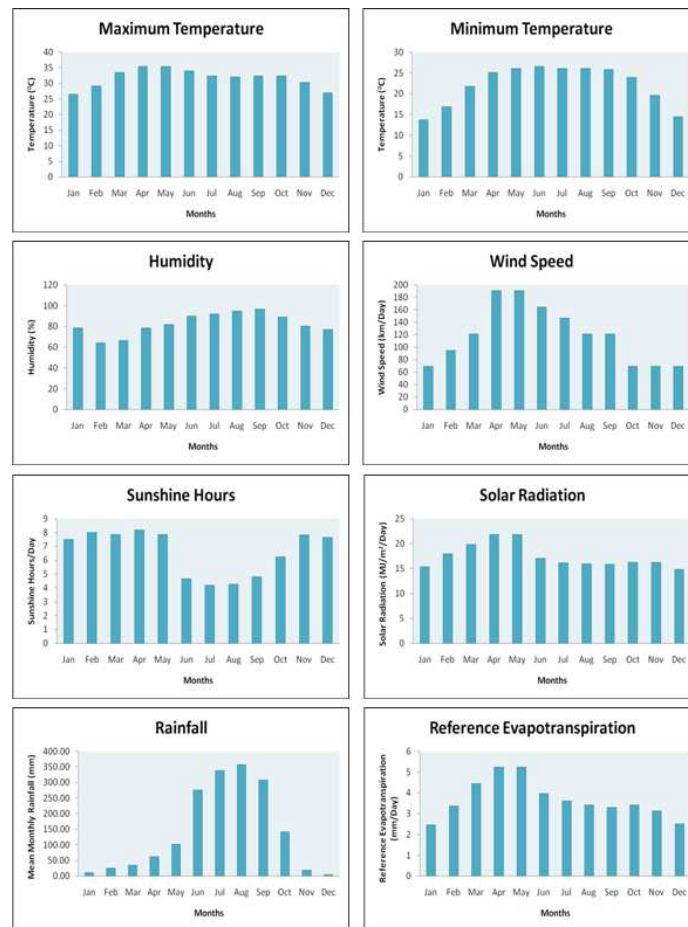 Maximum Temperature
Temperature (⁰C)
40
35
30
25
20
15
10
5
0
Jan Feb Mar Apr May Jun Jul Aug Sep Oct Nov Dec
Months
Minimum Temperature
Temperature (⁰C)
30
25
20
15
10
5
0
Jan Feb Mar Apr May Jun Jul Aug Sep Oct Nov Dec
Months
Humidity
Humidity (%)
120
100
80
60
40
20
0
Jan Feb Mar Apr May Jun Jul Aug Sep Oct Nov Dec
Months
Wind Speed
Wind Speed (km/Day)
200
180
160
140
120
100
80
60
40
20
0
Jan Feb Mar Apr May Jun Jul Aug Sep Oct Nov Dec
Months
Sunshine Hours
Sunshine Hours/Day
9
8
7
6
5
4
3
2
1
0
Jan Feb Mar Apr May Jun Jul Aug Sep Oct Nov Dec
Months
Solar Radiation
Solar Radiation (MJ/m²/Day)
25
20
15
10
5
0
Jan Feb Mar Apr May Jun Jul Aug Sep Oct Nov Dec
Months
Rainfall
Mean Monthly Rainfall (mm)
400.00
350.00
300.00
250.00
200.00
150.00
100.00
50.00
0.00
Jan Feb Mar Apr May Jun Jul Aug Sep Oct Nov Dec
Months
Reference Evapotranspiration
Reference Evapotranspiration
(mm/Day)
6
5
4
3
2
1
0
Jan Feb Mar Apr May Jun Jul Aug Sep Oct Nov Dec
Months